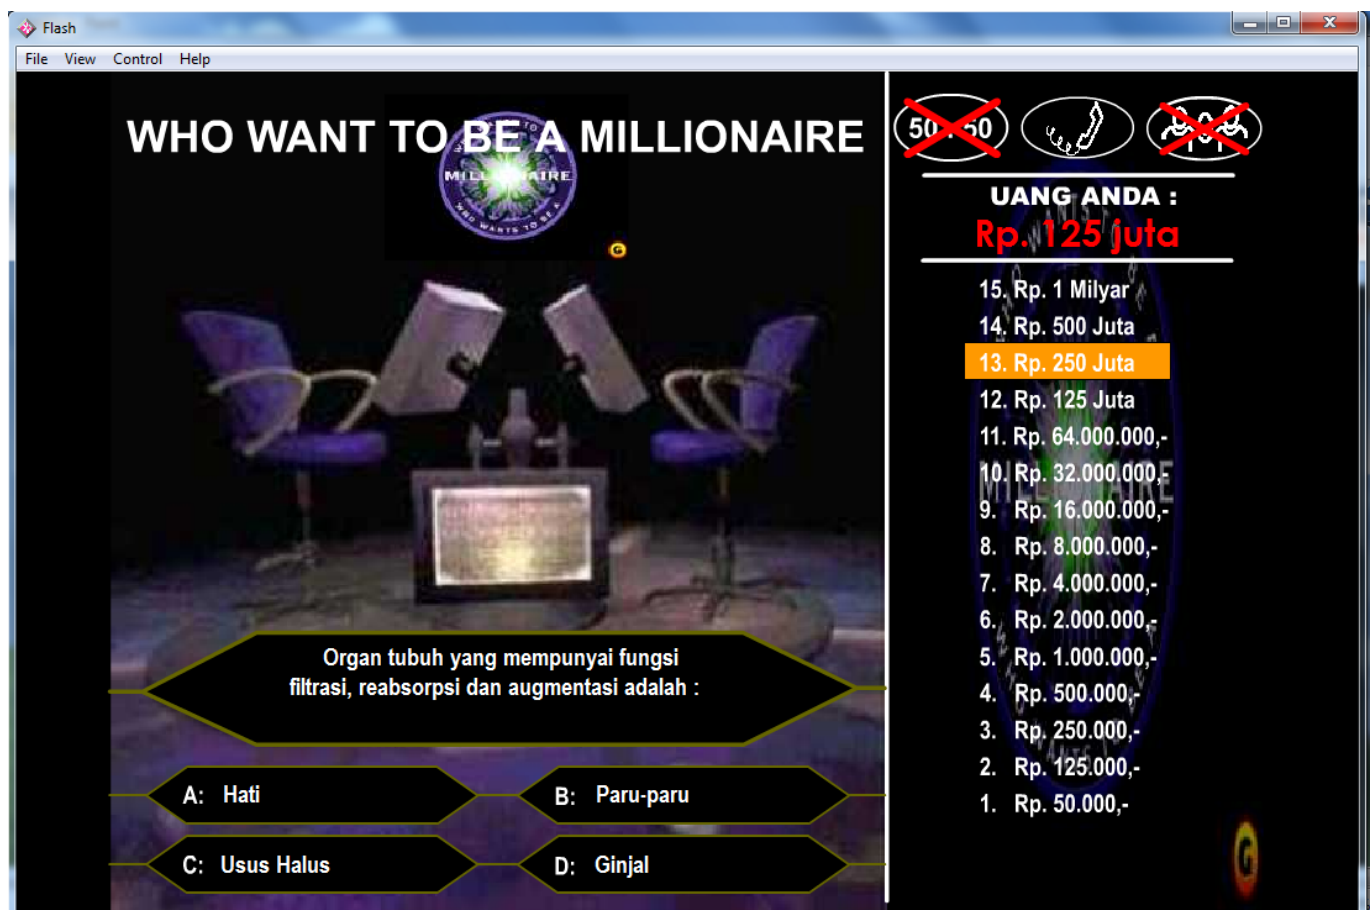 Flash
File View Control Help
WHO WANT TO BE A MILLIONAIRE
MILLIONAIRE
WHO WANTS TO BE A
G
50 50
UANG ANDA :
Rp. 125 juta
15. Rp. 1 Milyar
14. Rp. 500 Juta
13. Rp. 250 Juta
12. Rp. 125 Juta
11. Rp. 64.000.000,-
10. Rp. 32.000.000,-
9. Rp. 16.000.000,-
8. Rp. 8.000.000,-
7. Rp. 4.000.000,-
6. Rp. 2.000.000,-
5. Rp. 1.000.000,-
4. Rp. 500.000,-
3. Rp. 250.000,-
2. Rp. 125.000,-
1. Rp. 50.000,-
G
Organ tubuh yang mempunyai fungsi
filtrasi, reabsorpsi dan augmentasi adalah :
A: Hati
B: Paru-paru
C: Usus Halus
D: Ginjal